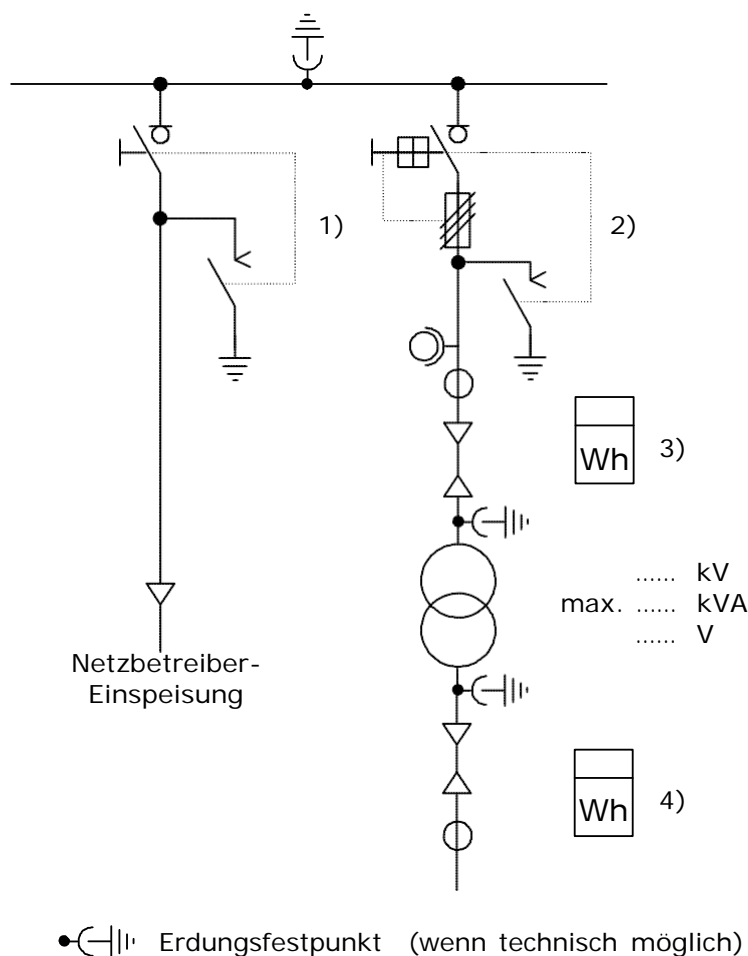 1)
2)
Wh 3)
...... kV
max. ...... kVA
...... V
Netzbetreiber-
Einspeisung
Wh 4)
Erdungsfestpunkt (wenn technisch möglich)